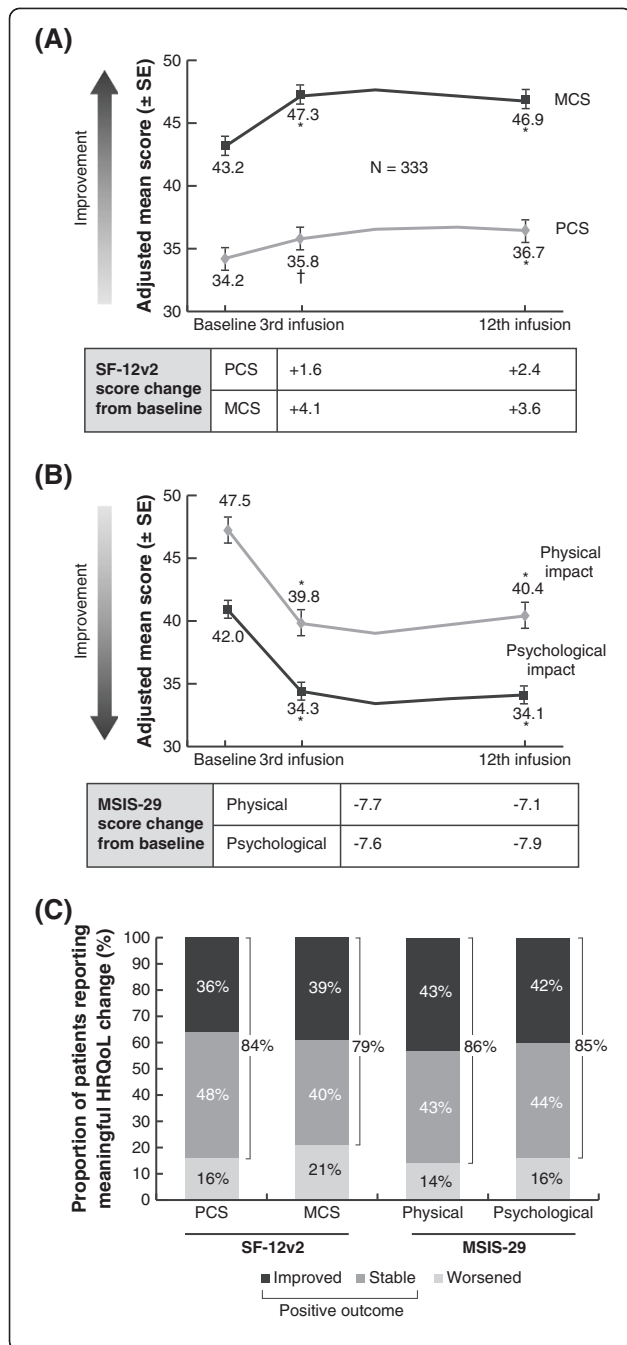 (A)
Improvement
Adjusted mean score (± SE)
50
45
40
35
30
43.2
47.3
*
46.9
*
MCS
N = 333
34.2
35.8
†
36.7
*
PCS
Baseline 3rd infusion 12th infusion
SF-12v2
score change
from baseline
PCS +1.6 +2.4
MCS +4.1 +3.6
(B)
Improvement
Adjusted mean score (± SE)
50
45
40
35
30
47.5
*
39.8
*
40.4
Physical
impact
42.0
34.3
*
34.1
*
Psychological
impact
Baseline 3rd infusion 12th infusion
MSIS-29
score change
from baseline
Physical -7.7 -7.1
Psychological -7.6 -7.9
(C)
Proportion of patients reporting
meaningful HRQoL change (%)
100
90
80
70
60
50
40
30
20
10
0
36% 39% 43% 42%
84% 79% 86% 85%
48% 40% 43% 44%
16% 21% 14% 16%
PCS MCS Physical Psychological
SF-12v2 MSIS-29
Improved Stable Worsened
Positive outcome